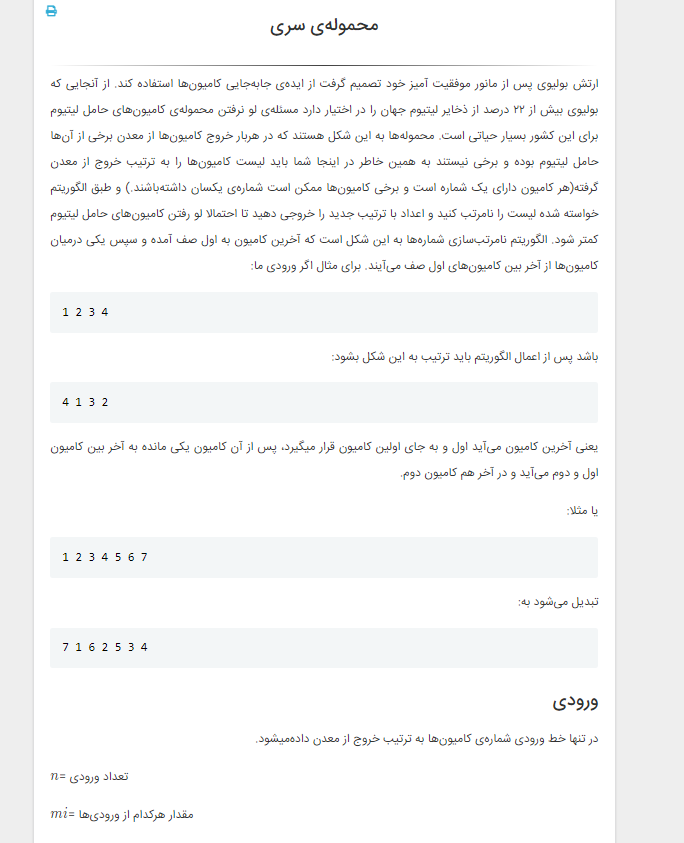 محموله‌ی سری
ارتش بولیوی پس از مانور موفقیت آمیز خود تصمیم گرفت از ایده‌ی جابه‌جایی کامیون‌ها استفاده کند. از آنجایی که
بولیوی بیش از ۲۲ درصد از ذخایر لیتیوم جهان را در اختیار دارد مسئله‌ی لو نرفتن محموله‌ی کامیون‌های حامل لیتیوم
برای این کشور بسیار حیاتی است. محموله‌ها به این شکل هستند که در هربار خروج کامیون‌ها از معدن برخی از آن‌ها
حامل لیتیوم بوده و برخی نیستند به همین خاطر در اینجا شما باید لیست کامیون‌ها را به ترتیب خروج از معدن
گرفته(هر کامیون دارای یک شماره است و برخی کامیون‌ها ممکن است شماره‌ی یکسان داشته‌باشند.) و طبق الگوریتم
خواسته شده لیست را نامرتب کنید و اعداد با ترتیب جدید را خروجی دهید تا احتمالا لو رفتن کامیون‌های حامل لیتیوم
کمتر شود. الگوریتم نامرتب‌سازی شماره‌ها به این شکل است که آخرین کامیون به اول صف آمده و سپس یکی درمیان
کامیون‌ها از آخر بین کامیون‌های اول صف می‌آیند. برای مثال اگر ورودی ما:
1 2 3 4
باشد پس از اعمال الگوریتم باید ترتیب به این شکل بشود:
4 1 3 2
یعنی آخرین کامیون می‌آید اول و به جای اولین کامیون قرار میگیرد، پس از آن کامیون یکی مانده به آخر بین کامیون
اول و دوم می‌آید و در آخر هم کامیون دوم.
یا مثلا:
1 2 3 4 5 6 7
تبدیل می‌شود به:
7 1 6 2 5 3 4
ورودی
در تنها خط ورودی شماره‌ی کامیون‌ها به ترتیب خروج از معدن داده‌میشود.
n= تعداد ورودی
mi= مقدار هرکدام از ورودی‌ها